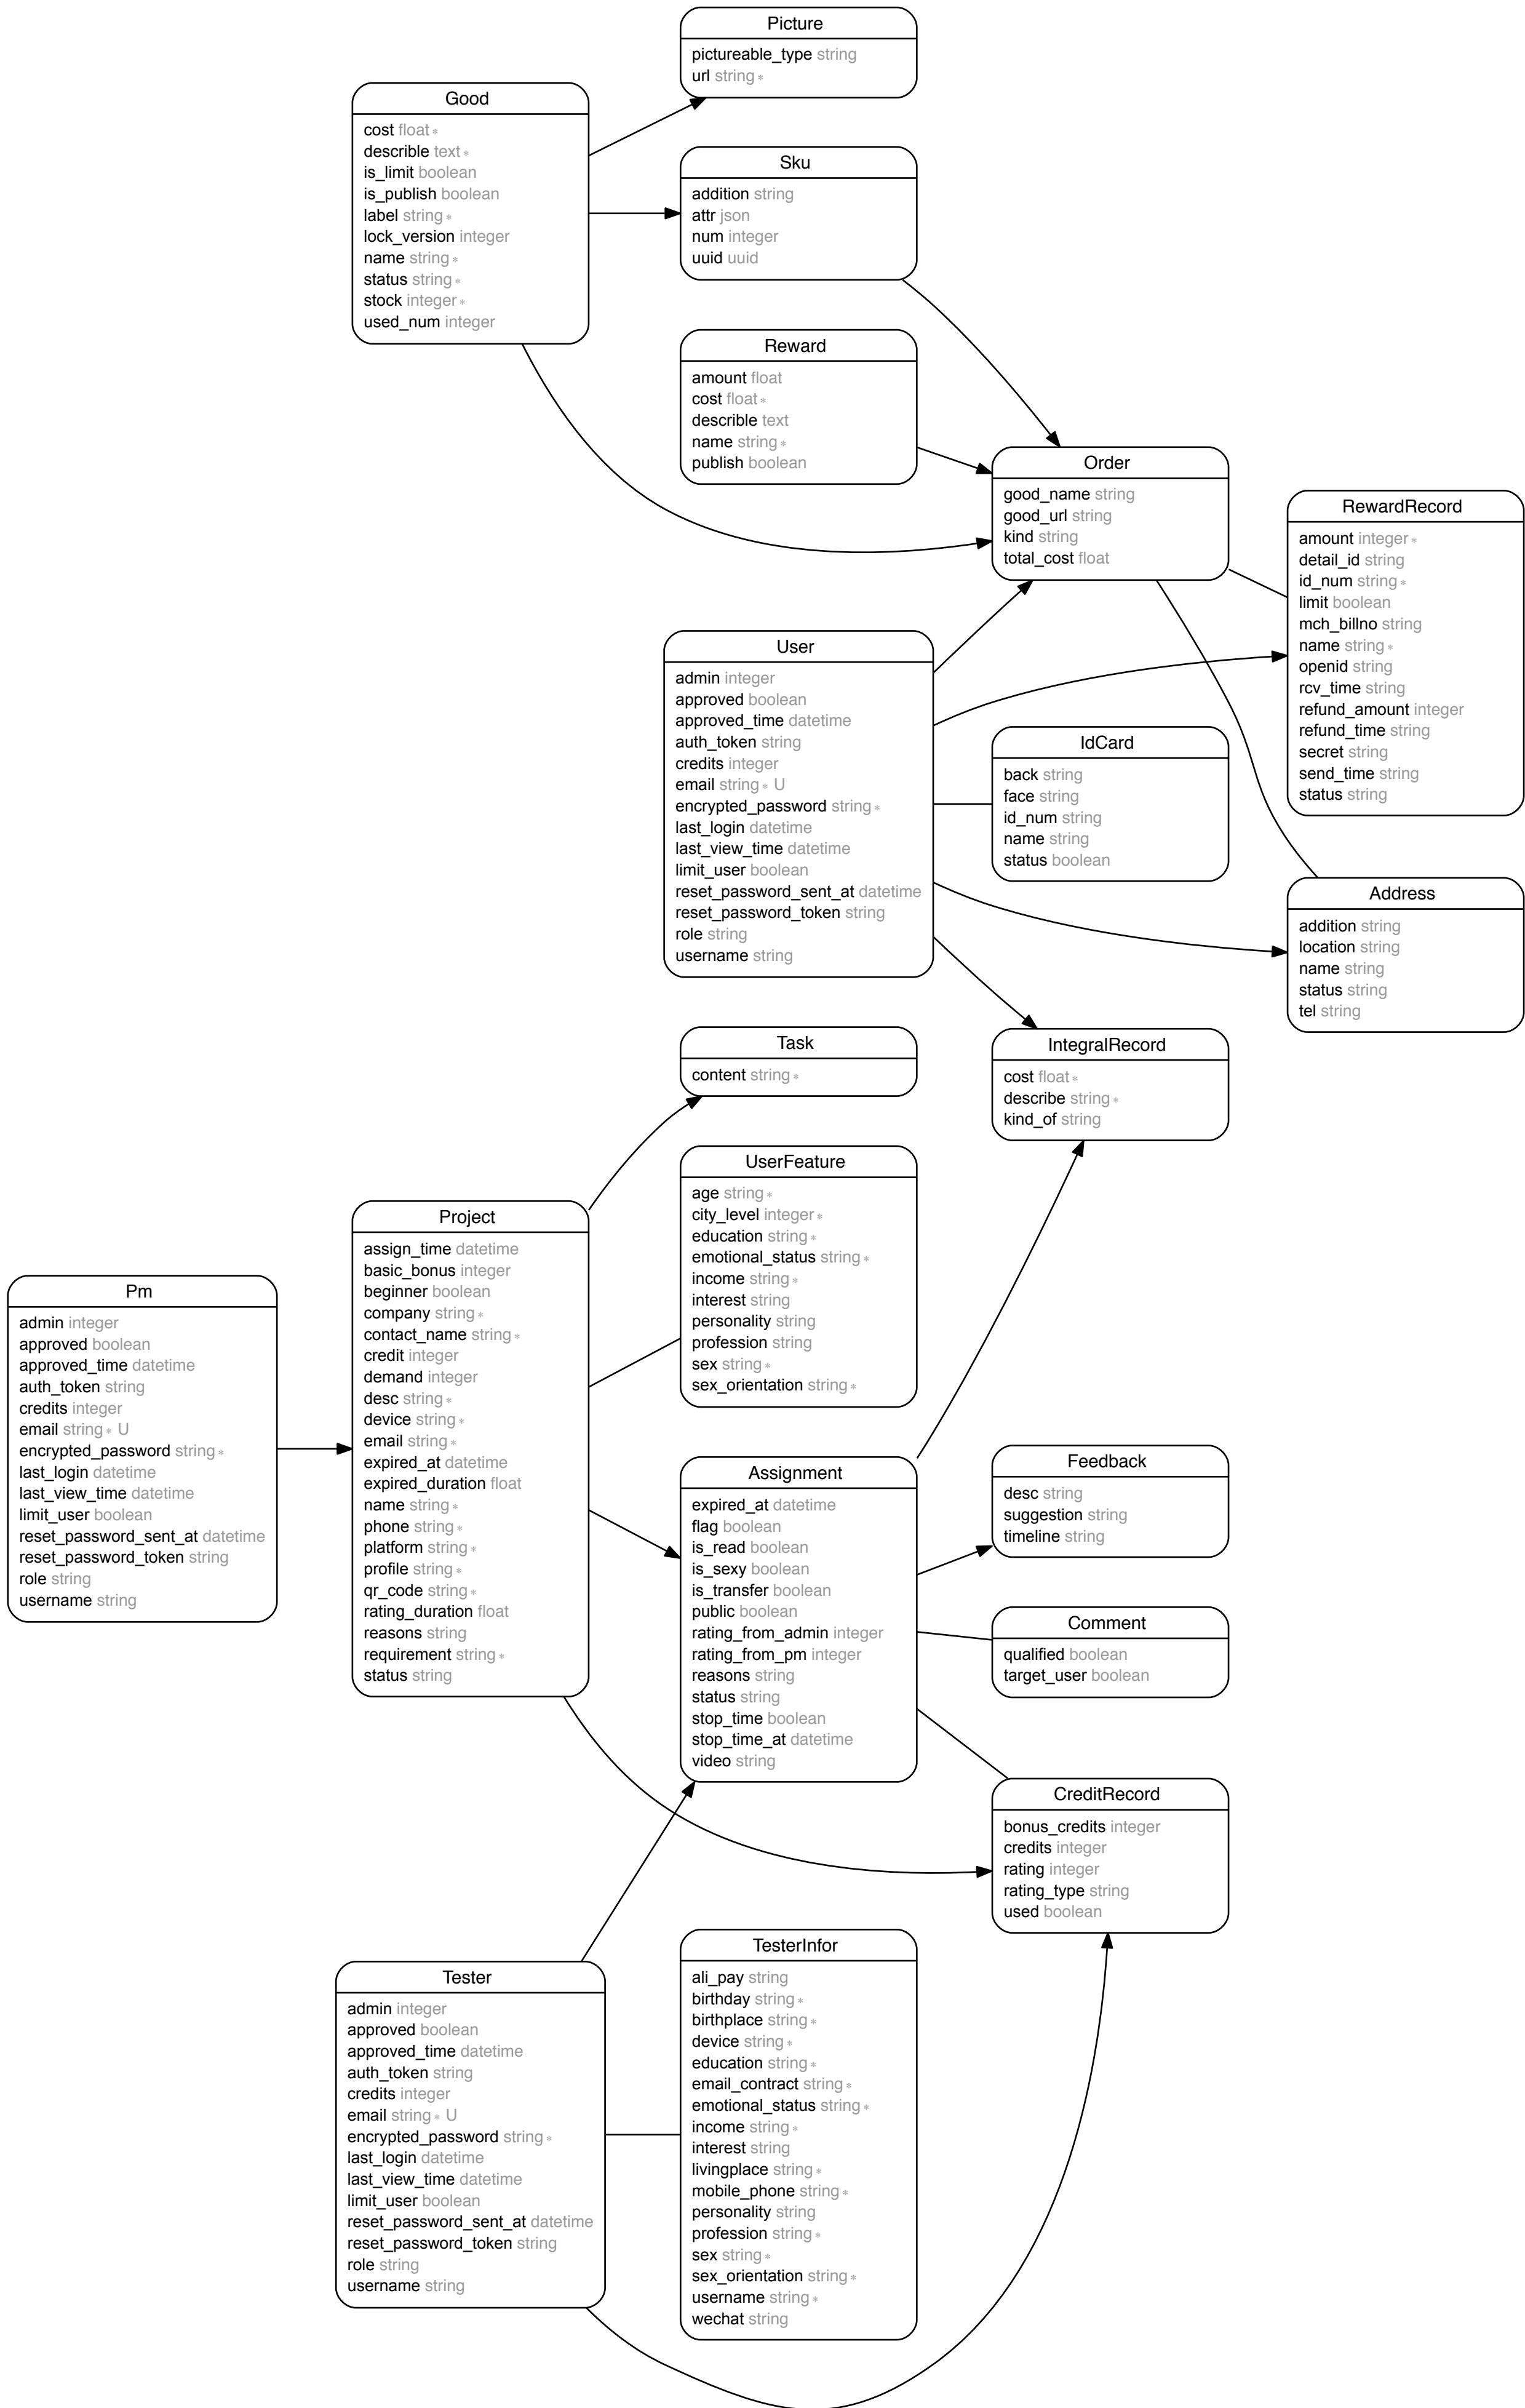 Picture
pictureable_type string
url string *
Good
cost float *
describle text *
is_limit boolean
is_publish boolean
label string *
lock_version integer
name string *
status string *
stock integer *
used_num integer
Sku
addition string
attr json
num integer
uuid uuid
Reward
amount float
cost float *
describle text
name string *
publish boolean
Order
good_name string
good_url string
kind string
total_cost float
RewardRecord
amount integer *
detail_id string
id_num string *
limit boolean
mch_billno string
name string *
openid string
rcv_time string
refund_amount integer
refund_time string
secret string
send_time string
status string
User
admin integer
approved boolean
approved_time datetime
auth_token string
credits integer
email string * U
encrypted_password string *
last_login datetime
last_view_time datetime
limit_user boolean
reset_password_sent_at datetime
reset_password_token string
role string
username string
IdCard
back string
face string
id_num string
name string
status boolean
Address
addition string
location string
name string
status string
tel string
Task
content string *
IntegralRecord
cost float *
describe string *
kind_of string
UserFeature
age string *
city_level integer *
education string *
emotional_status string *
income string *
interest string
personality string
profession string
sex string *
sex_orientation string *
Project
assign_time datetime
basic_bonus integer
beginner boolean
company string *
contact_name string *
credit integer
demand integer
desc string *
device string *
email string *
expired_at datetime
expired_duration float
name string *
phone string *
platform string *
profile string *
qr_code string *
rating_duration float
reasons string
requirement string *
status string
Pm
admin integer
approved boolean
approved_time datetime
auth_token string
credits integer
email string * U
encrypted_password string *
last_login datetime
last_view_time datetime
limit_user boolean
reset_password_sent_at datetime
reset_password_token string
role string
username string
Assignment
expired_at datetime
flag boolean
is_read boolean
is_sexy boolean
is_transfer boolean
public boolean
rating_from_admin integer
rating_from_pm integer
reasons string
status string
stop_time boolean
stop_time_at datetime
video string
Feedback
desc string
suggestion string
timeline string
Comment
qualified boolean
target_user boolean
CreditRecord
bonus_credits integer
credits integer
rating integer
rating_type string
used boolean
Tester
admin integer
approved boolean
approved_time datetime
auth_token string
credits integer
email string * U
encrypted_password string *
last_login datetime
last_view_time datetime
limit_user boolean
reset_password_sent_at datetime
reset_password_token string
role string
username string
TesterInfor
ali_pay string
birthday string *
birthplace string *
device string *
education string *
email_contract string *
emotional_status string *
income string *
interest string
livingplace string *
mobile_phone string *
personality string
profession string *
sex string *
sex_orientation string *
username string *
wechat string